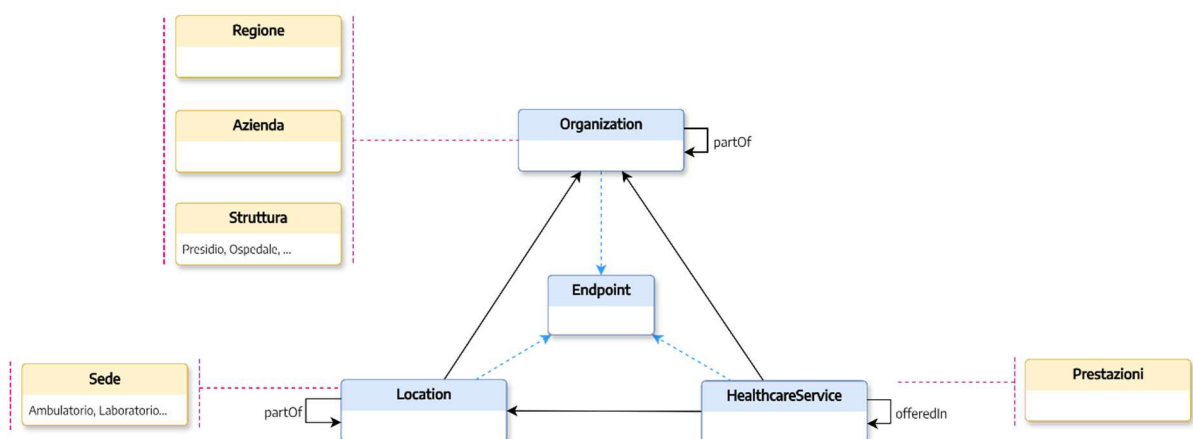 Regione
Azienda
Organization
partOf
Struttura
Presidio, Ospedale, ...
Endpoint
Sede
Ambulatorio, Laboratorio...
partOf
Location
HealthcareService
offeredIn
Prestazioni